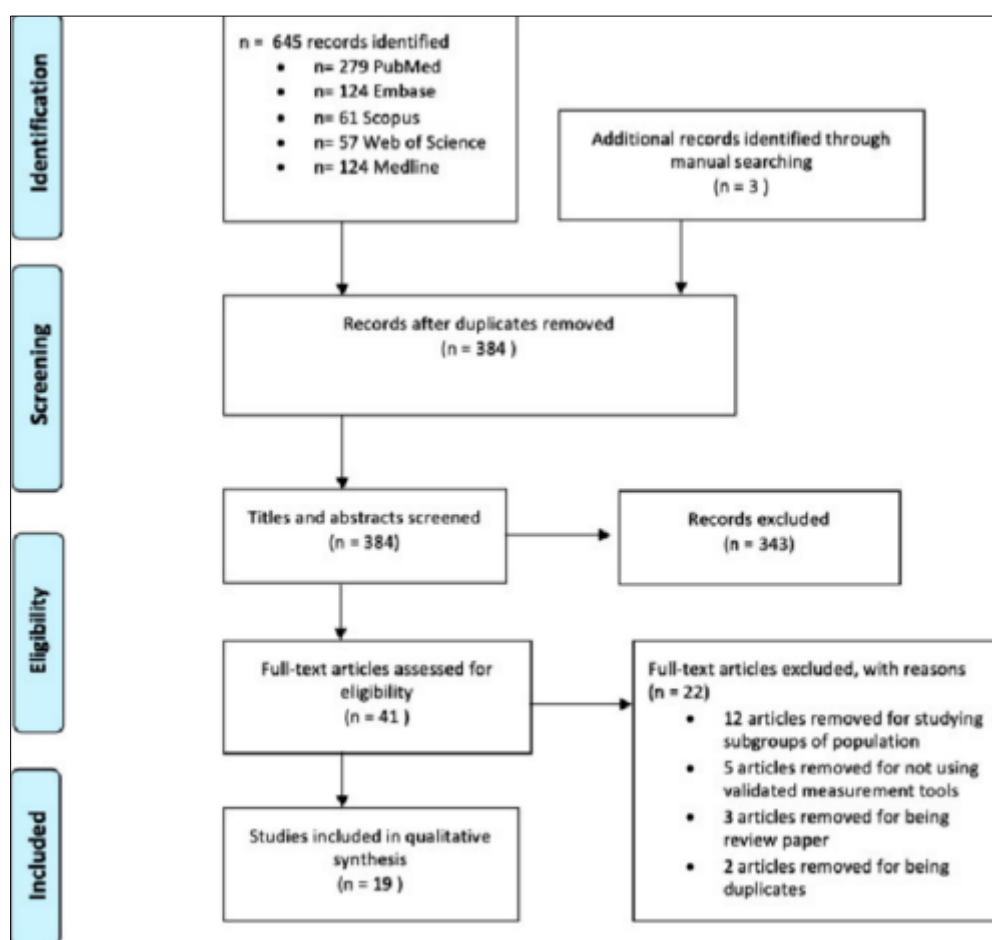 Identification
n = 645 records identified
• n= 279 PubMed
• n= 124 Embase
• n= 61 Scopus
• n= 57 Web of Science
• n= 124 Medline
Additional records identified through
manual searching
(n = 3 )
Screening
Records after duplicates removed
(n = 384 )
Titles and abstracts screened
(n = 384)
Records excluded
(n = 343)
Eligibility
Full-text articles assessed for
eligibility
(n = 41 )
Full-text articles excluded, with reasons
(n = 22)
• 12 articles removed for studying
subgroups of population
• 5 articles removed for not using
validated measurement tools
• 3 articles removed for being
review paper
• 2 articles removed for being
duplicates
Included
Studies included in qualitative
synthesis
(n = 19 )